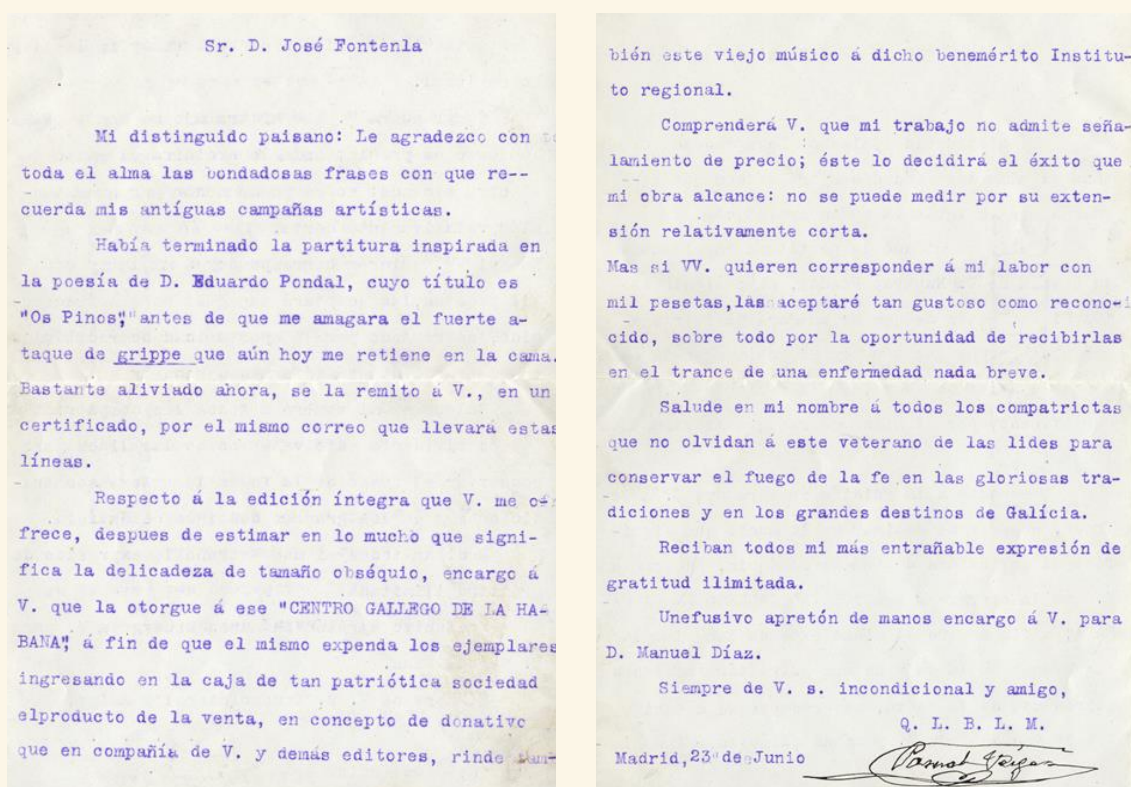 Sr. D. José Fontenla
Mi distinguido paisano: Le agradezco con
toda el alma las bondadosas frases con que re--
cuerda mis antíguas campañas artísticas.
Había terminado la partitura inspirada en
la poesía de D. Eduardo Pondal, cuyo título es
"Os Pinos", antes de que me amagara el fuerte a-
taque de grippe que aún hoy me retiene en la cama.
Bastante aliviado ahora, se la remito á V., en un
certificado, por el mismo correo que llevará estas
líneas.
Respecto á la edición íntegra que V. me o-
frece, despues de estimar en lo mucho que signi-
fica la delicadeza de tamaño obséquio, encargo á
V. que la otorgue á ese "CENTRO GALLEGO DE LA HA-
BANA", á fin de que el mismo expenda los ejemplares
ingresando en la caja de tan patriótica sociedad
elproducto de la venta, en concepto de donativo
que en compañía de V. y demás editores, rinde tam-
bién este viejo músico á dicho benemérito Institu-
to regional.
Comprenderá V. que mi trabajo no admite seña-
lamiento de precio; éste lo decidirá el éxito que
mi obra alcance: no se puede medir por su exten-
sión relativamente corta.
Mas si VV. quieren corresponder á mi labor con
mil pesetas,las aceptaré tan gustoso como recono-
cido, sobre todo por la oportunidad de recibirlas
en el trance de una enfermedad nada breve.
Salude en mi nombre á todos los compatriotas
que no olvidan á este veterano de las lides para
conservar el fuego de la fe en las gloriosas tra-
diciones y en los grandes destinos de Galícia.
Reciban todos mi más entrañable expresión de
gratitud ilimitada.
Unefusivo apretón de manos encargo á V. para
D. Manuel Díaz.
Siempre de V. s. incondicional y amigo,
Q. L. B. L. M.
Madrid,23 de Junio
Pascual Veiga